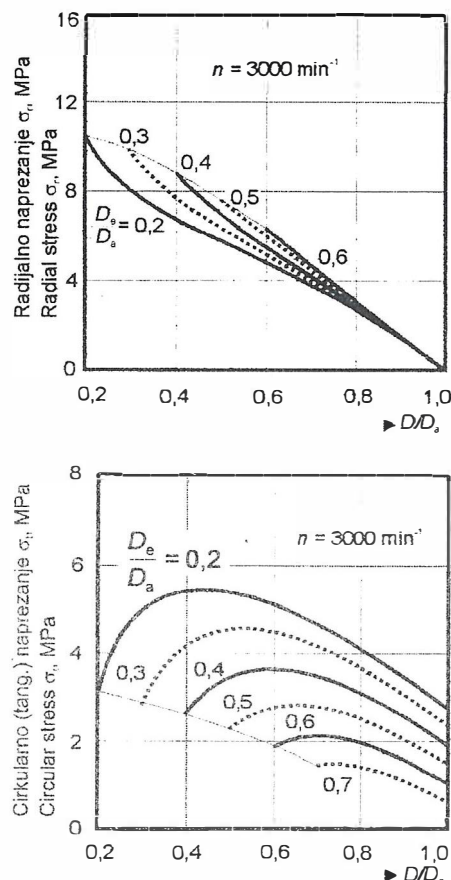 Radijalno naprezanje σr, MPa
Radial stress σr, MPa
16
12
8
4
0
n = 3000 min⁻¹
0,3
0,4
0,5
0,6
De/Da = 0,2
0,2 0,4 0,6 0,8 1,0
► D/Da
Cirkularno (tang.) naprezanje σt, MPa
Circular stress σt, MPa
8
6
4
2
0
De/Da = 0,2
n = 3000 min⁻¹
0,3
0,4
0,5
0,6
0,7
0,2 0,4 0,6 0,8 1,0
► D/Da